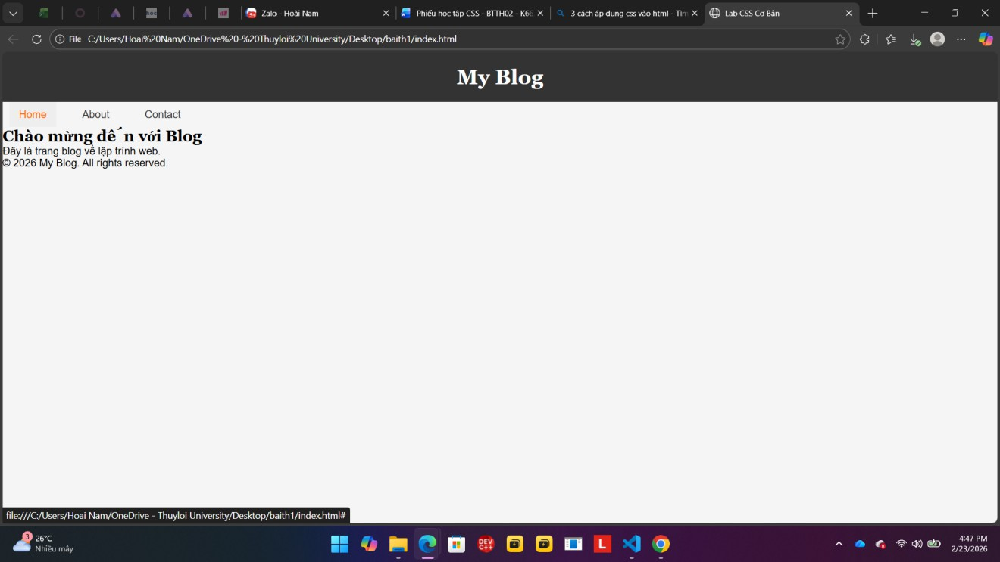 Zalo - Hoài Nam
Phiếu học tập CSS - BTTH02 - K66
3 cách áp dụng css vào html - Tìm
Lab CSS Cơ Bản
File C:/Users/Hoai%20Nam/OneDrive%20-%20Thuyloi%20University/Desktop/baith1/index.html
My Blog
Home About Contact
Chào mừng đến với Blog
Đây là trang blog về lập trình web.
© 2026 My Blog. All rights reserved.
file:///C:/Users/Hoai Nam/OneDrive - Thuyloi University/Desktop/baith1/index.html#
3
26°C
Nhiều mây
DEV C++
L
4:47 PM
2/23/2026